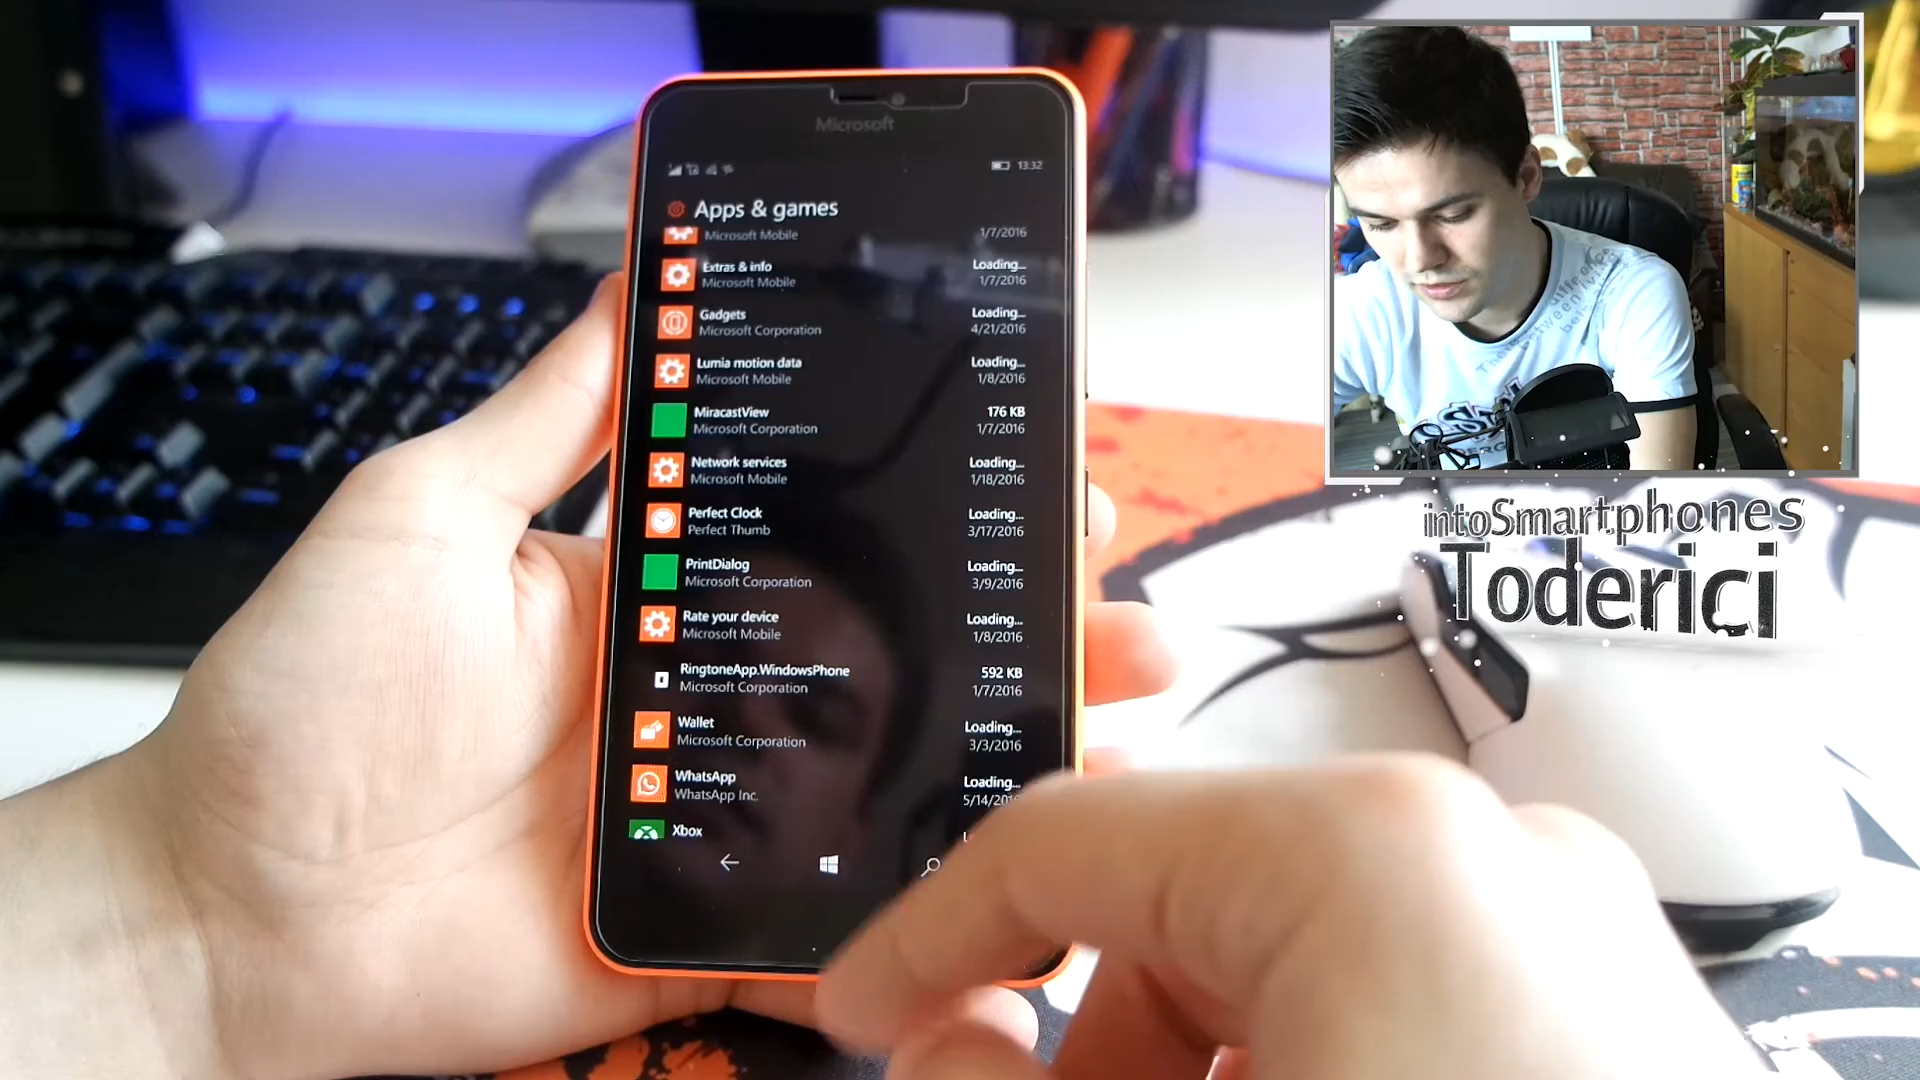 Microsoft
13:32
Apps & games
Microsoft Mobile
1/7/2016
Extras & info
Loading...
Microsoft Mobile
1/7/2016
Gadgets
Loading...
Microsoft Corporation
4/21/2016
Lumia motion data
Loading...
Microsoft Mobile
1/8/2016
MiracastView
176 KB
Microsoft Corporation
1/7/2016
Network services
Loading...
Microsoft Mobile
1/18/2016
Perfect Clock
Loading...
Perfect Thumb
3/17/2016
PrintDialog
Loading...
Microsoft Corporation
3/9/2016
Rate your device
Loading...
Microsoft Mobile
1/8/2016
RingtoneApp.WindowsPhone
592 KB
Microsoft Corporation
1/7/2016
Wallet
Loading...
Microsoft Corporation
3/3/2016
WhatsApp
Loading...
WhatsApp Inc.
5/14/201
Xbox
intoSmartphones
Toderici